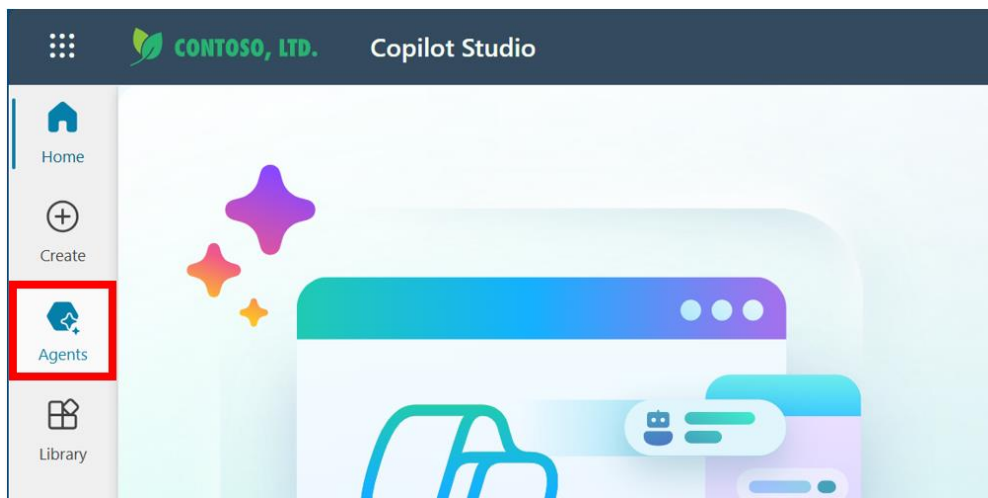 CONTOSO, LTD. Copilot Studio
Home
Create
Agents
Library